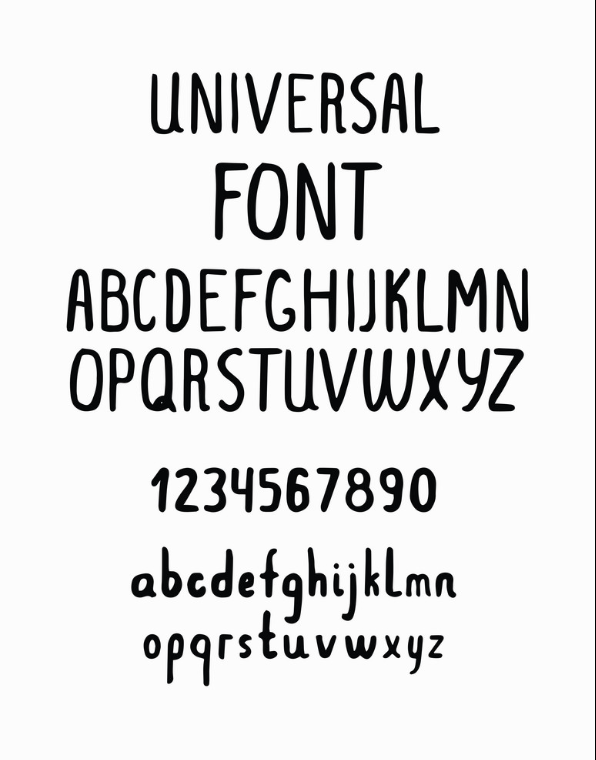 UNIVERSAL
FONT
ABCDEFGHIJKLMN
OPQRSTUVWXYZ
1234567890
abcdefghijklmn
opqrstuvwxyz